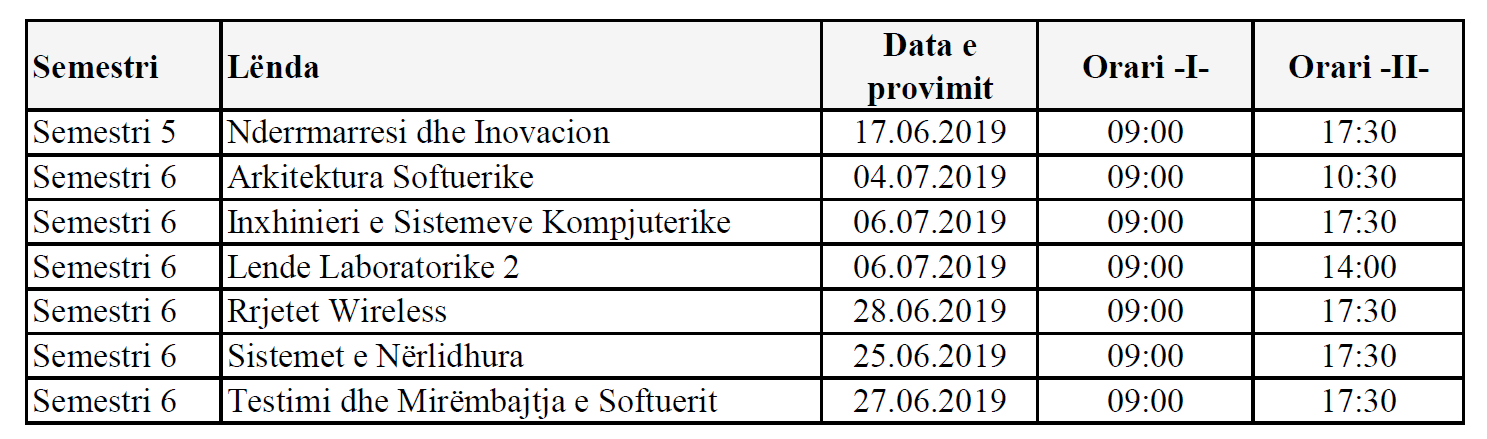 Semestri Lënda Data e provimit Orari -I- Orari -II-
Semestri 5 Nderrmarresi dhe Inovacion 17.06.2019 09:00 17:30
Semestri 6 Arkitektura Softuerike 04.07.2019 09:00 10:30
Semestri 6 Inxhinieri e Sistemeve Kompjuterike 06.07.2019 09:00 17:30
Semestri 6 Lende Laboratorike 2 06.07.2019 09:00 14:00
Semestri 6 Rrjetet Wireless 28.06.2019 09:00 17:30
Semestri 6 Sistemet e Nërlidhura 25.06.2019 09:00 17:30
Semestri 6 Testimi dhe Mirëmbajtja e Softuerit 27.06.2019 09:00 17:30